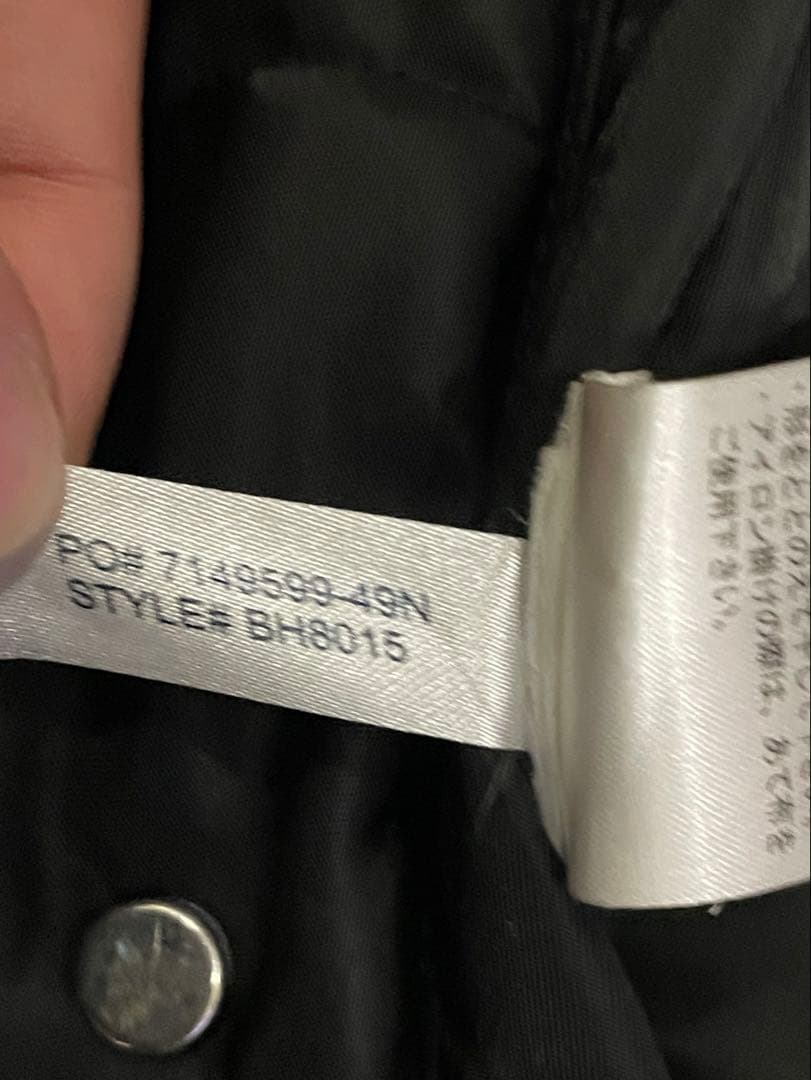 PO# 7149599-49N
STYLE# BH8015
・アイロン掛けの際は、あて布を
ご使用下さい。